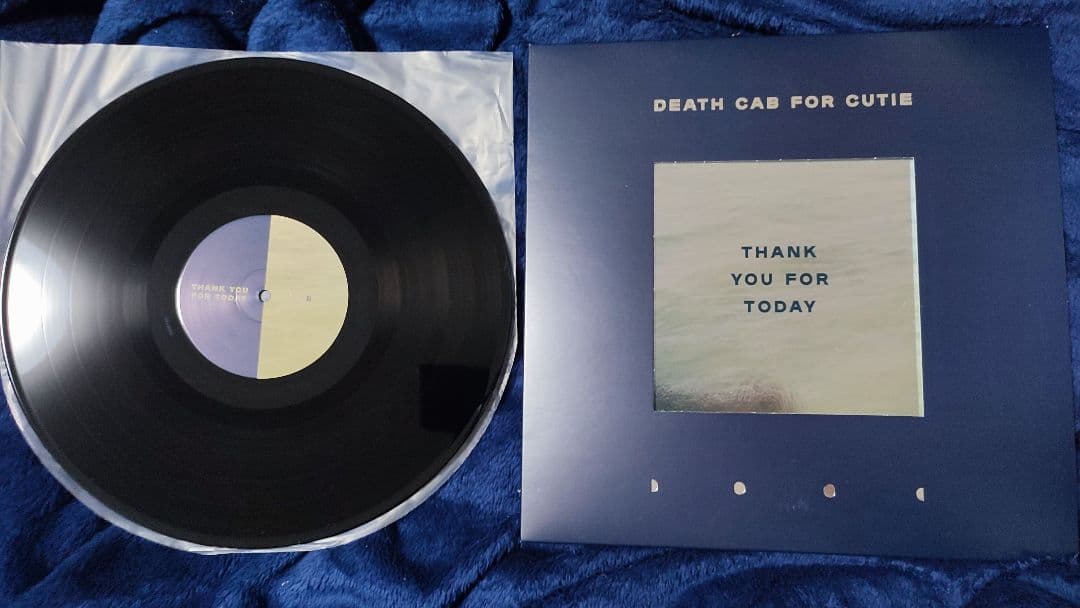 THANK YOU
FOR TODAY
B
DEATH CAB FOR CUTIE
THANK
YOU FOR
TODAY